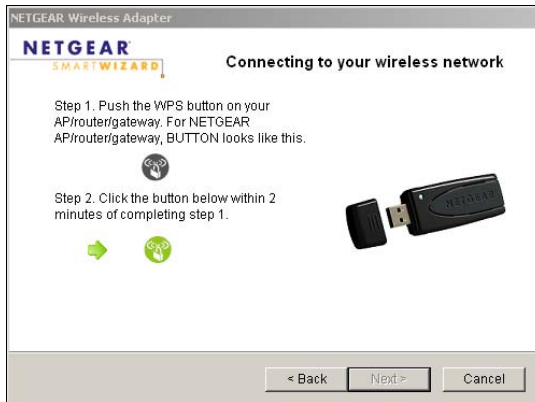 NETGEAR Wireless Adapter
NETGEAR
SMARTWIZARD
Connecting to your wireless network
Step 1. Push the WPS button on your
AP/router/gateway. For NETGEAR
AP/router/gateway, BUTTON looks like this.
NETGEAR
Step 2. Click the button below within 2
minutes of completing step 1.
< Back
Next >
Cancel